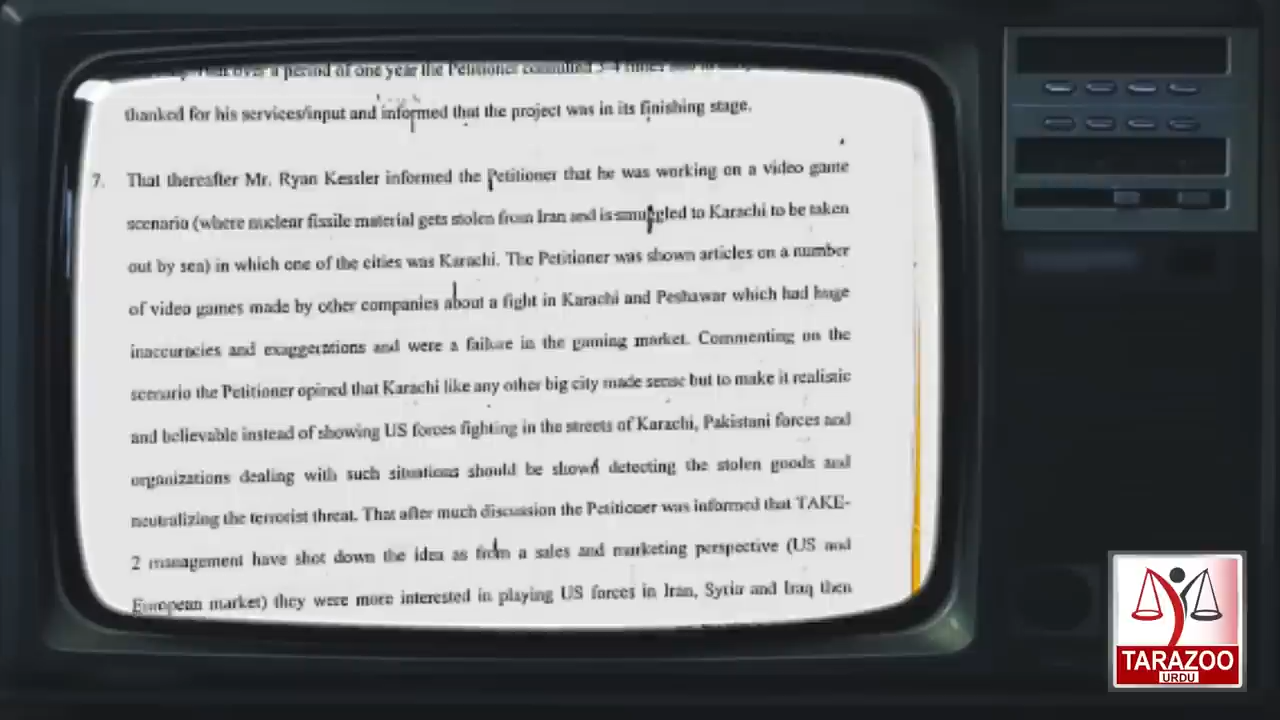 over a period of one year the Petitioner
thanked for his services/input and informed that the project was in its finishing stage.
7. That thereafter Mr. Ryan Kessler informed the Petitioner that he was working on a video game
scenario (where nuclear fissile material gets stolen from Iran and is smuggled to Karachi to be taken
out by sea) in which one of the cities was Karachi. The Petitioner was shown articles on a number
of video games made by other companies about a fight in Karachi and Peshawar which had huge
inaccuracies and exaggerations and were a failure in the gaming market. Commenting on the
scenario the Petitioner opined that Karachi like any other big city made sense but to make it realistic
and believable instead of showing US forces fighting in the streets of Karachi, Pakistani forces and
organizations dealing with such situations should be shown detecting the stolen goods and
neutralizing the terrorist threat. That after much discussion the Petitioner was informed that TAKE-
2 management have shot down the idea as from a sales and marketing perspective (US and
European market) they were more interested in playing US forces in Iran, Syria and Iraq then
TARAZOO
URDU